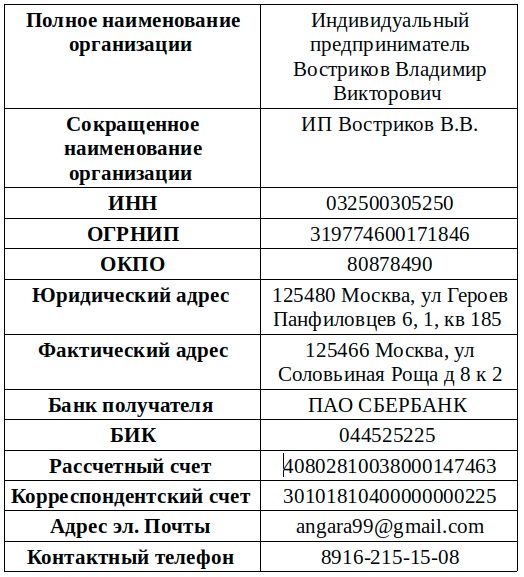 Полное наименование
организации
Индивидуальный
предприниматель
Востриков Владимир
Викторович
Сокращенное
наименование
организации
ИП Востриков В.В.
ИНН
032500305250
ОГРНИП
319774600171846
ОКПО
80878490
Юридический адрес
125480 Москва, ул Героев
Панфиловцев 6, 1, кв 185
Фактический адрес
125466 Москва, ул
Соловьиная Роща д 8 к 2
Банк получателя
ПАО СБЕРБАНК
БИК
044525225
Рассчетный счет
40802810038000147463
Корреспондентский счет
30101810400000000225
Адрес эл. Почты
angara99@gmail.com
Контактный телефон
8916-215-15-08